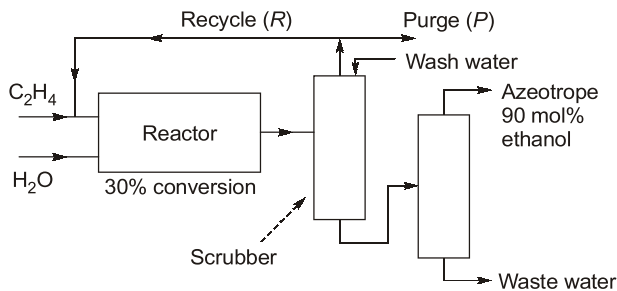 Recycle (R)
Purge (P)
Wash water
C₂H₄
Azeotrope
90 mol%
ethanol
Reactor
H₂O
30% conversion
Scrubber
Waste water